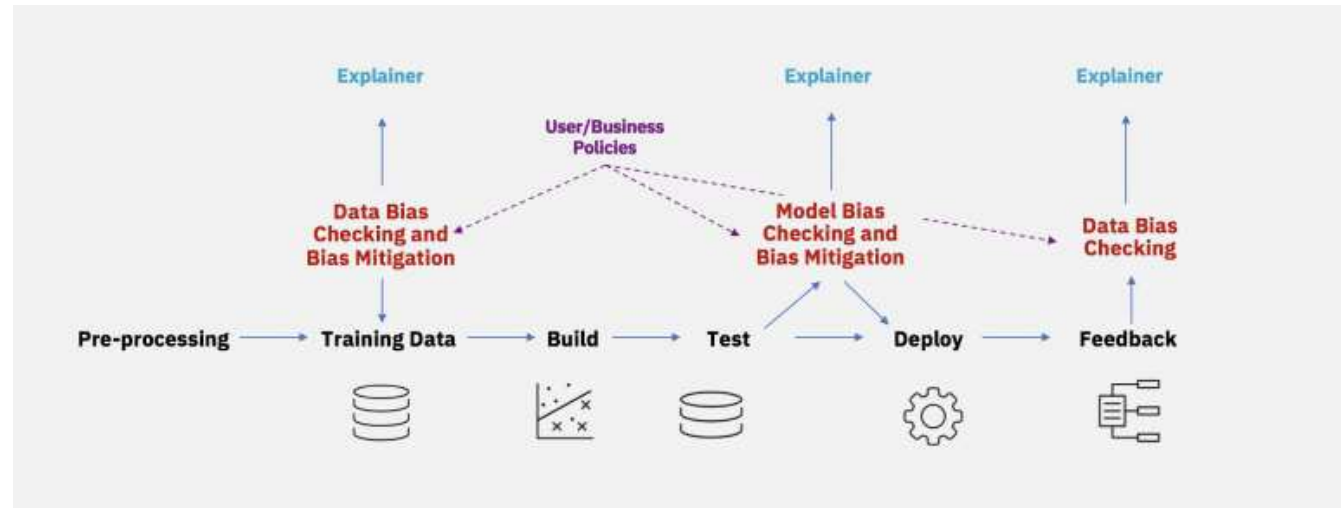 Explainer
Explainer
Explainer
User/Business
Policies
Data Bias
Checking and
Bias Mitigation
Model Bias
Checking and
Bias Mitigation
Data Bias
Checking
Pre-processing
Training Data
Build
Test
Deploy
Feedback